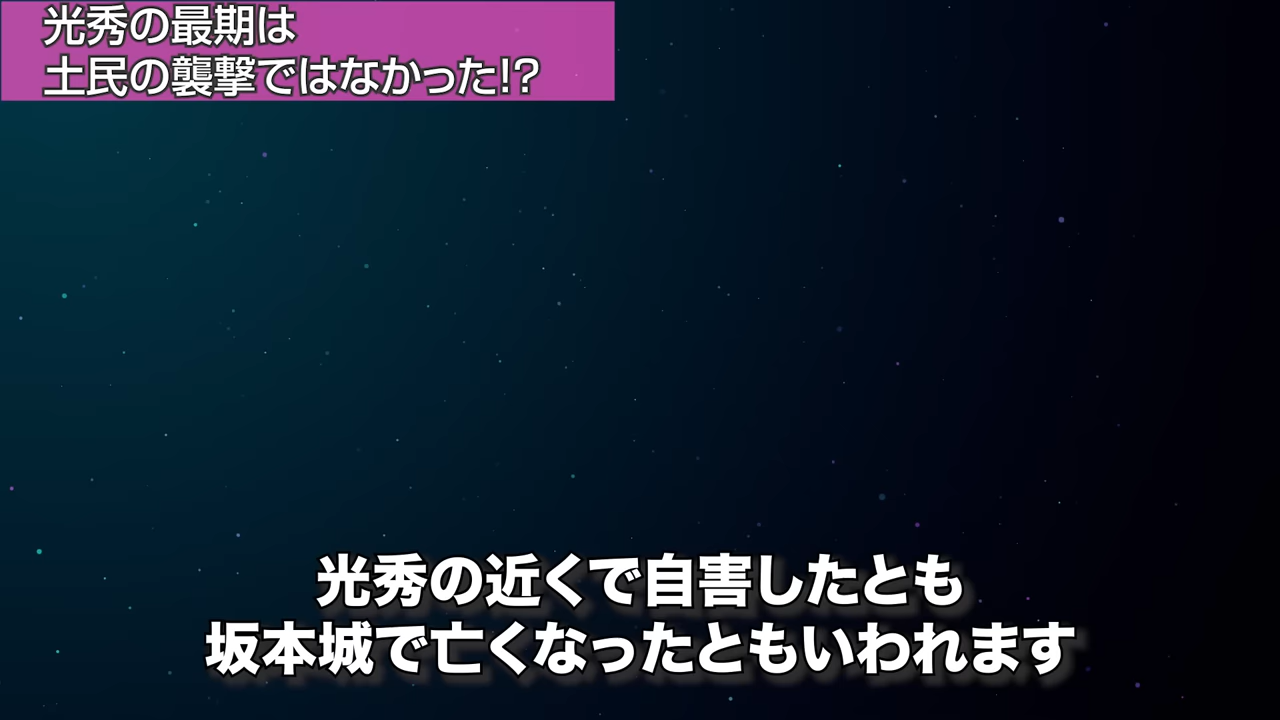 光秀の最期は
土民の襲撃ではなかった!?
光秀の近くで自害したとも
坂本城で亡くなったともいわれます